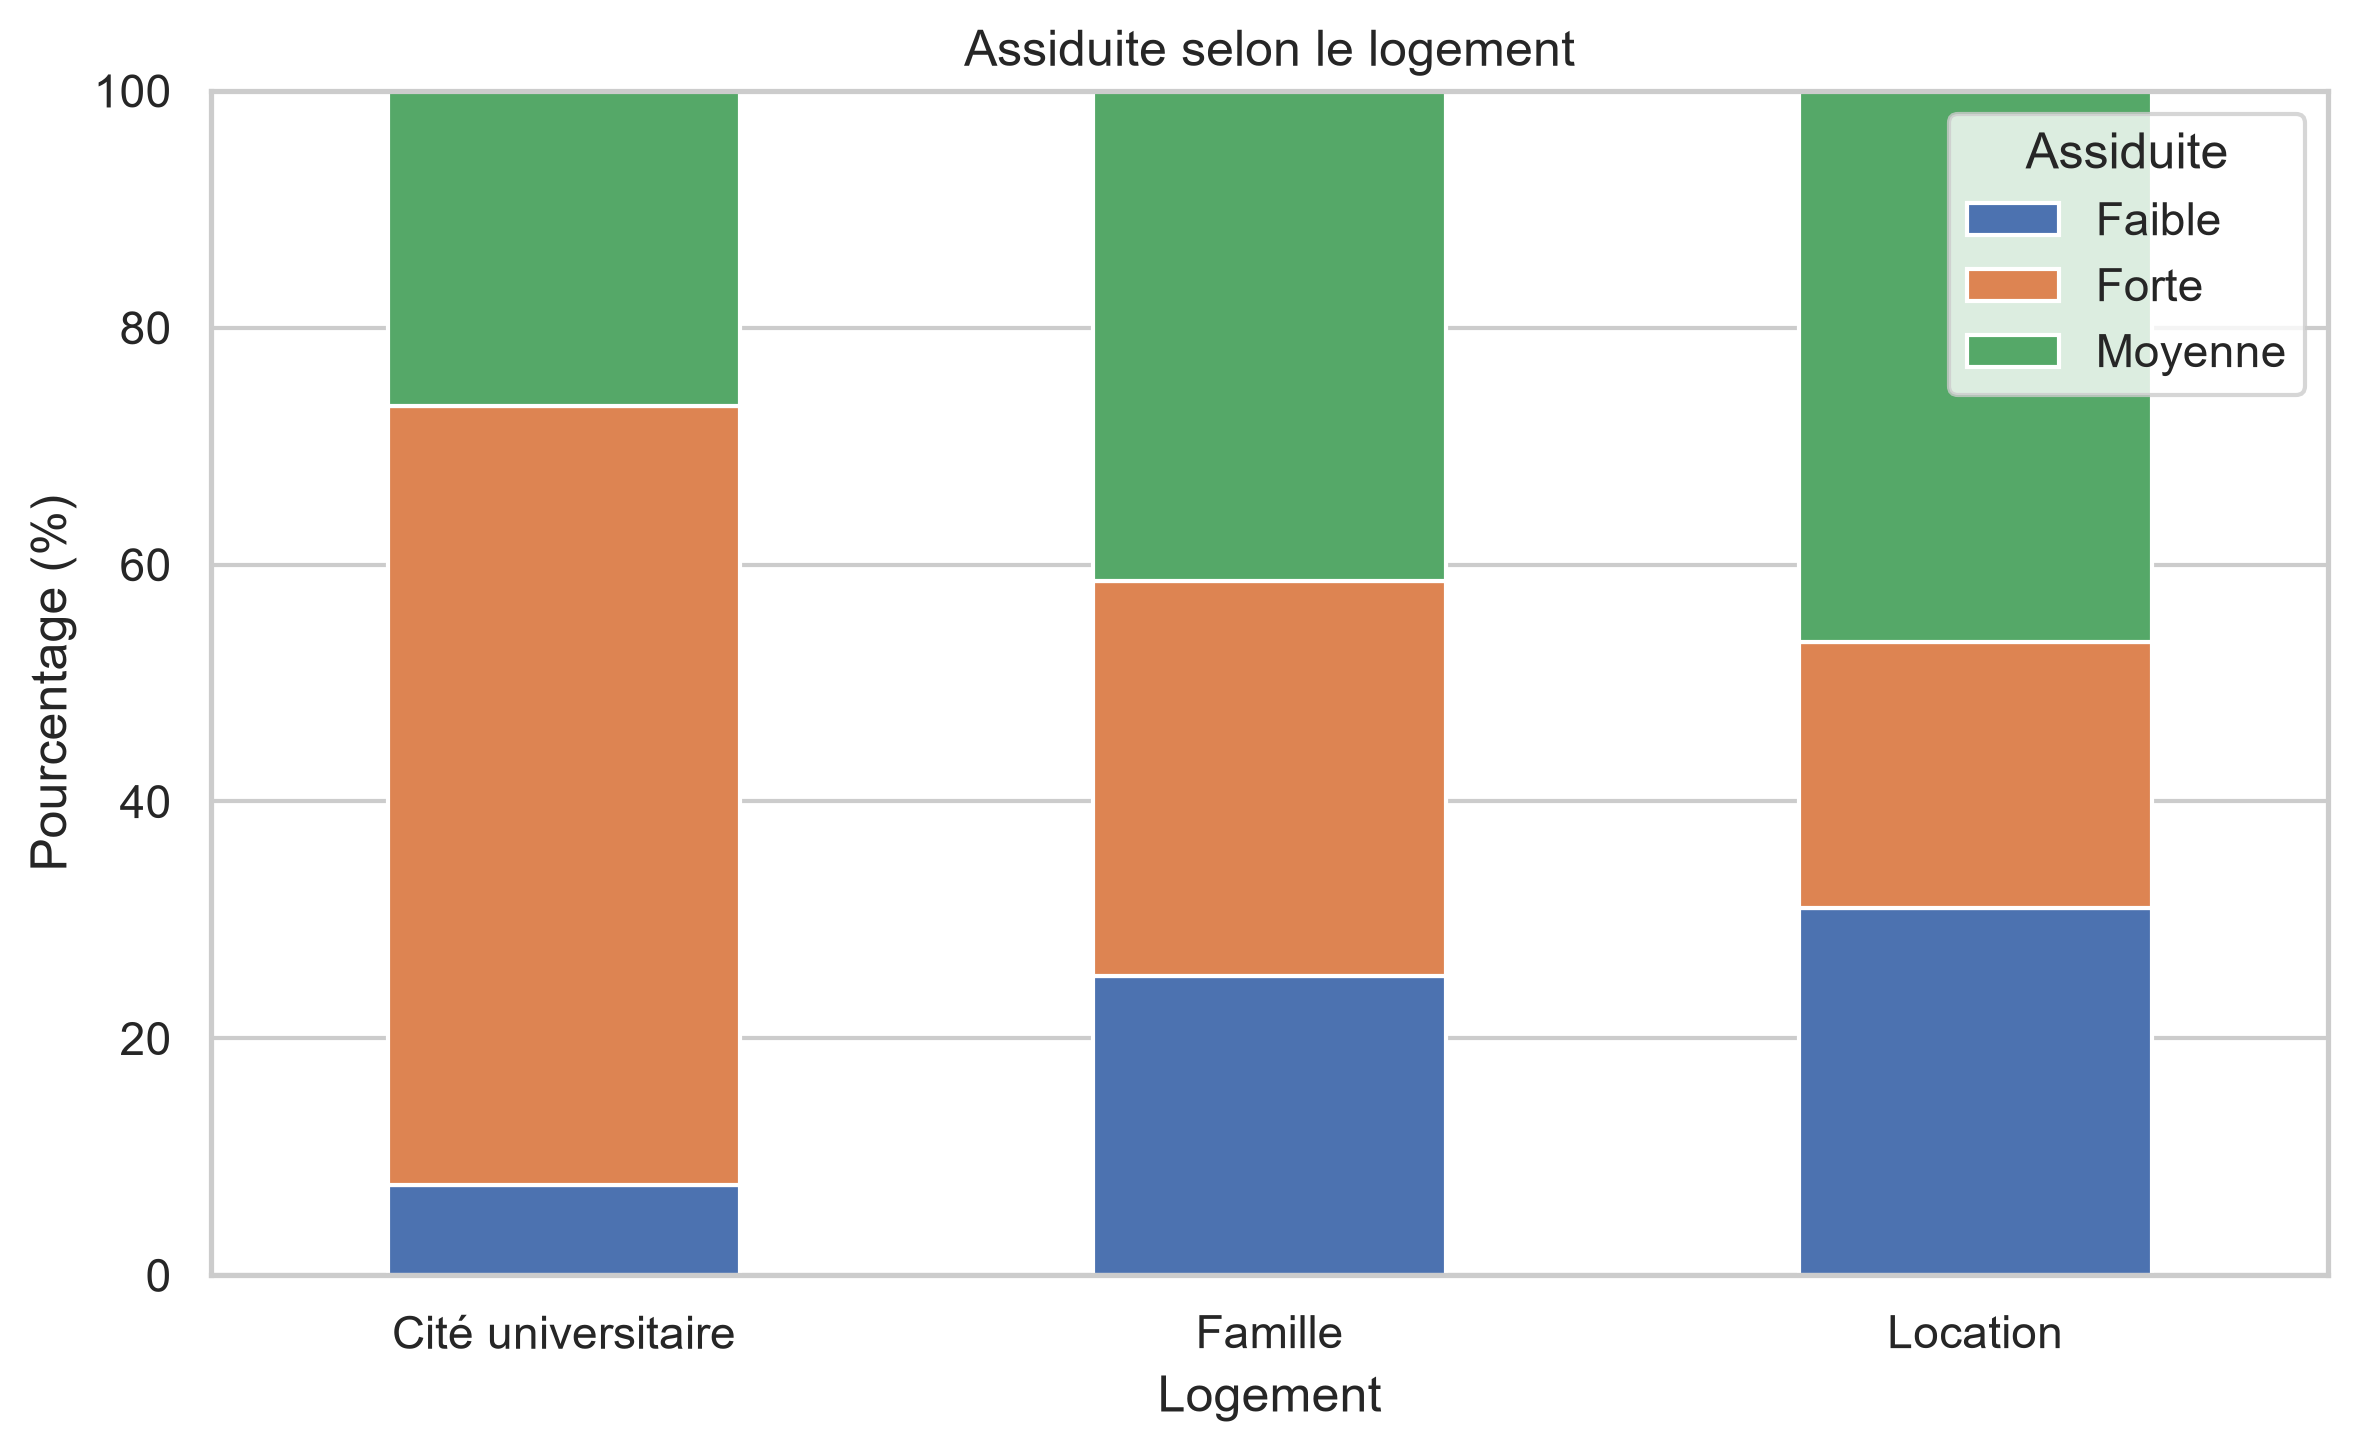 Assiduite selon le logement
100
80
60
40
20
0
Pourcentage (%)
Assiduite
Faible
Forte
Moyenne
Cité universitaire
Famille
Location
Logement